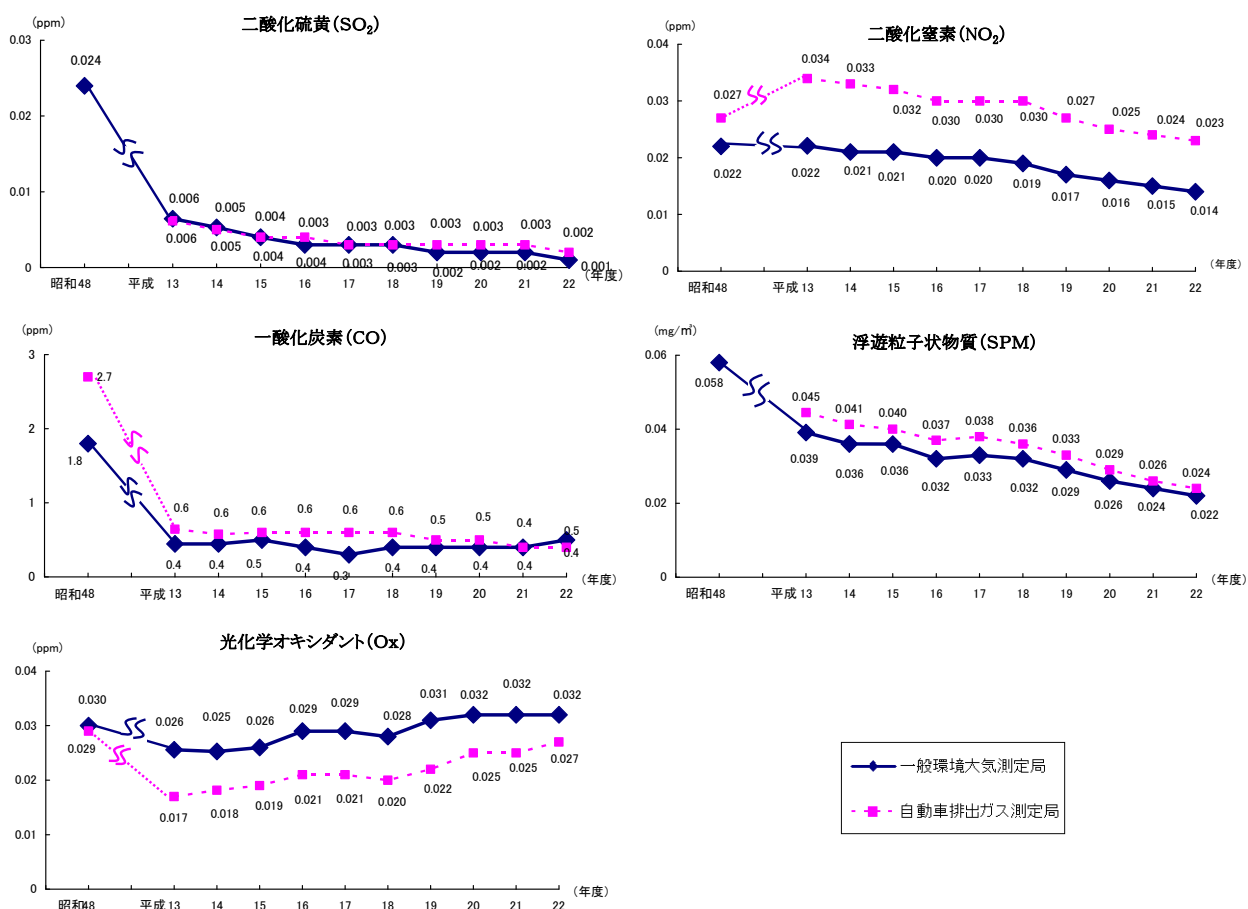 二酸化硫黄(SO₂)
(ppm)
0.03
0.02
0.01
0
0.024
0.006 0.005 0.004 0.003 0.003 0.003 0.003 0.003 0.003 0.002
0.006 0.005 0.004 0.004 0.003 0.003 0.002 0.002 0.002 0.001
昭和48 平成 13 14 15 16 17 18 19 20 21 22
(年度)
二酸化窒素(NO₂)
(ppm)
0.04
0.03
0.02
0.01
0
0.027 0.034 0.033 0.032 0.030 0.030 0.030 0.027 0.025 0.024 0.023
0.022 0.022 0.021 0.021 0.020 0.020 0.019 0.017 0.016 0.015 0.014
昭和48 平成 13 14 15 16 17 18 19 20 21 22
(年度)
一酸化炭素(CO)
(ppm)
3
2
1
0
2.7 0.6 0.6 0.6 0.6 0.6 0.6 0.5 0.5 0.4 0.5
1.8 0.4 0.4 0.5 0.4 0.3 0.4 0.4 0.4 0.4 0.4
昭和48 平成 13 14 15 16 17 18 19 20 21 22
(年度)
浮遊粒子状物質(SPM)
(mg/㎥)
0.06
0.04
0.02
0
0.045 0.041 0.040 0.037 0.038 0.036 0.033 0.029 0.026 0.024
0.058 0.039 0.036 0.036 0.032 0.033 0.032 0.029 0.026 0.024 0.022
昭和48 平成 13 14 15 16 17 18 19 20 21 22
(年度)
光化学オキシダント(Ox)
(ppm)
0.04
0.03
0.02
0.01
0
0.030 0.026 0.025 0.026 0.029 0.029 0.028 0.031 0.032 0.032 0.032
0.029 0.017 0.018 0.019 0.021 0.021 0.020 0.022 0.025 0.025 0.027
昭和48 平成 13 14 15 16 17 18 19 20 21 22
(年度)
一般環境大気測定局
自動車排出ガス測定局